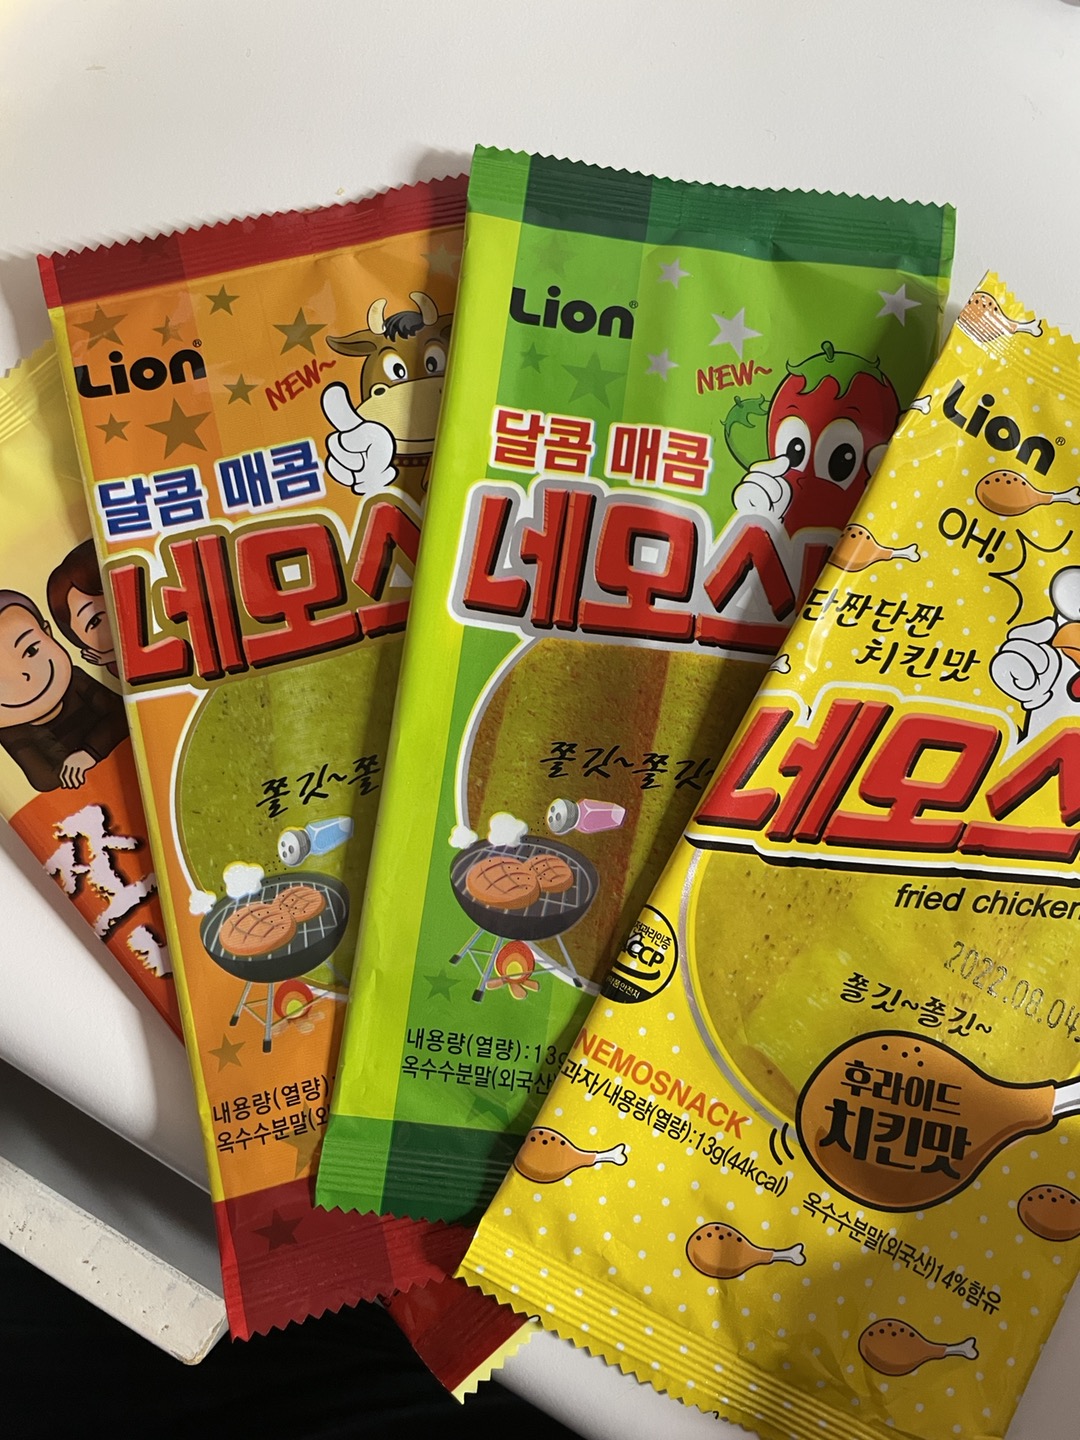 Lion
NEW~
달콤 매콤
네모스
쫄깃~쫄
내용량(열량):
옥수수분말(외
Lion
NEW~
달콤 매콤
네모스
쫄깃~쫄깃~
내용량(열량):13g
옥수수분말(외국산)
Lion
OH!
단짠단짠
치킨맛
네모스
fried chicken
2022.08.04
쫄깃~쫄깃~
후라이드
치킨맛
NEMOSNACK
과자/내용량(열량):13g(44kcal)
옥수수분말(외국산)14%함유